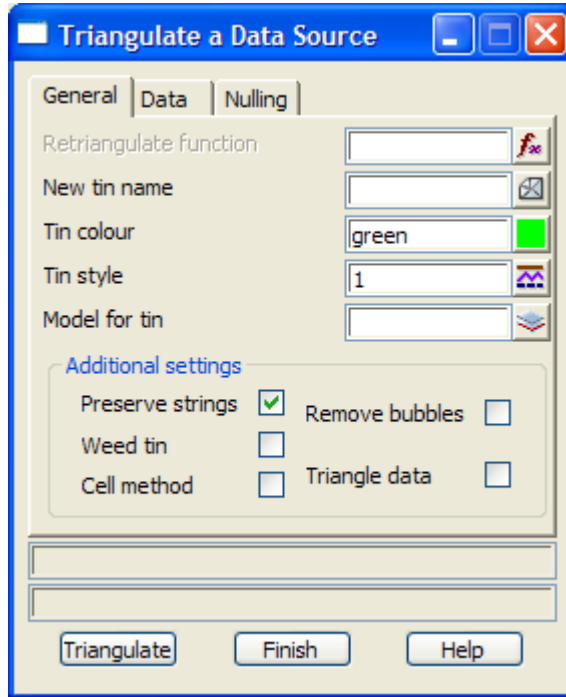 Triangulate a Data Source
General Data Nulling
Retriangulate function
New tin name
Tin colour green
Tin style 1
Model for tin
Additional settings
Preserve strings Remove bubbles
Weed tin
Cell method Triangle data
Triangulate Finish Help